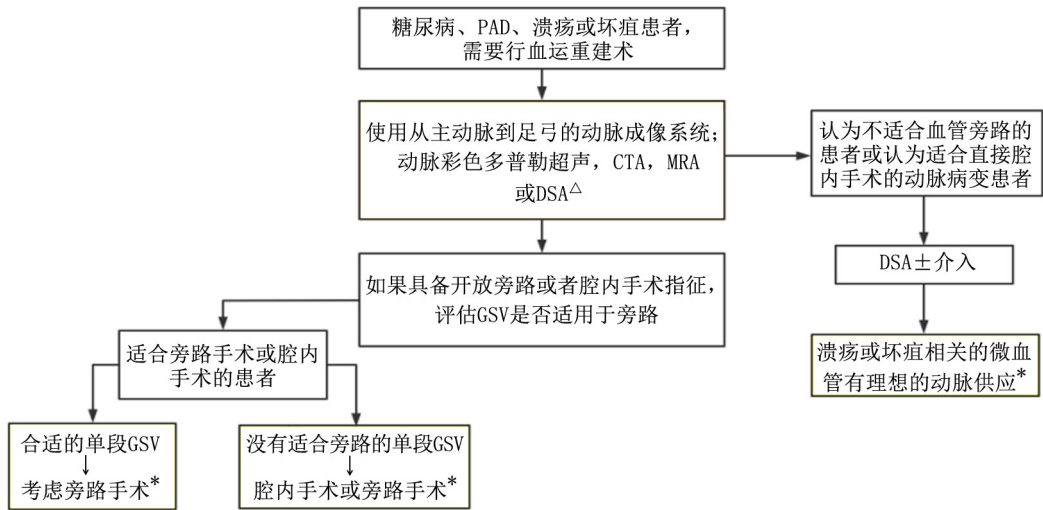 糖尿病、PAD、溃疡或坏疽患者，
需要行血运重建术
使用从主动脉到足弓的动脉成像系统；
动脉彩色多普勒超声，CTA，MRA
或DSA△
认为不适合血管旁路的
患者或认为适合直接腔
内手术的动脉病变患者
如果具备开放旁路或者腔内手术指征，
评估GSV是否适用于旁路
DSA±介入
适合旁路手术或腔内
手术的患者
溃疡或坏疽相关的微血
管有理想的动脉供应*
合适的单段GSV
↓
考虑旁路手术*
没有适合旁路的单段GSV
↓
腔内手术或旁路手术*